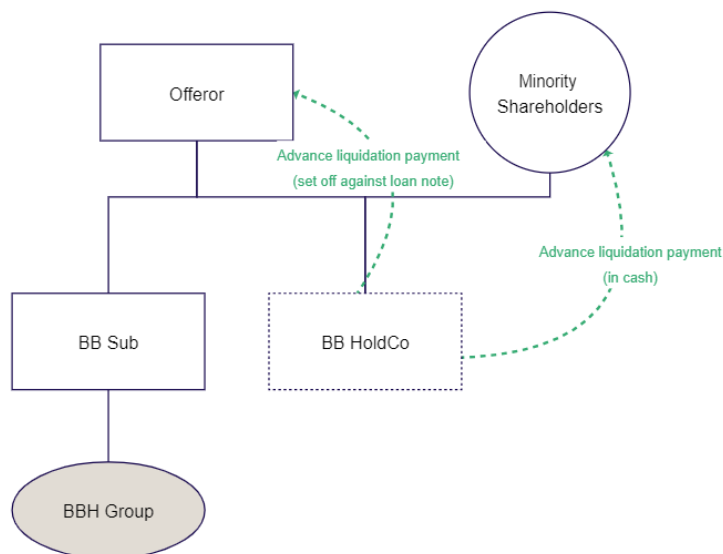 Offeror
Minority
Shareholders
Advance liquidation payment
(set off against loan note)
Advance liquidation payment
(in cash)
BB Sub
BB HoldCo
BBH Group